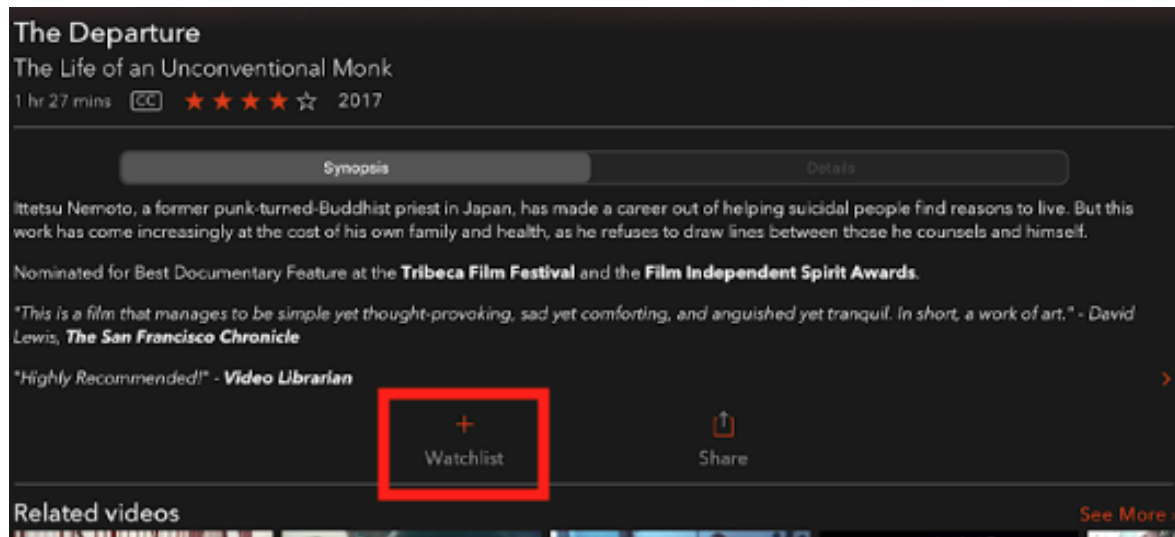 The Departure
The Life of an Unconventional Monk
1 hr 27 mins CC ★★★★☆ 2017
Synopsis Details
Ittetsu Nemoto, a former punk-turned-Buddhist priest in Japan, has made a career out of helping suicidal people find reasons to live. But this
work has come increasingly at the cost of his own family and health, as he refuses to draw lines between those he counsels and himself.
Nominated for Best Documentary Feature at the Tribeca Film Festival and the Film Independent Spirit Awards.
"This is a film that manages to be simple yet thought-provoking, sad yet comforting, and anguished yet tranquil. In short, a work of art." - David
Lewis, The San Francisco Chronicle
"Highly Recommended!" - Video Librarian
Watchlist Share
Related videos See More